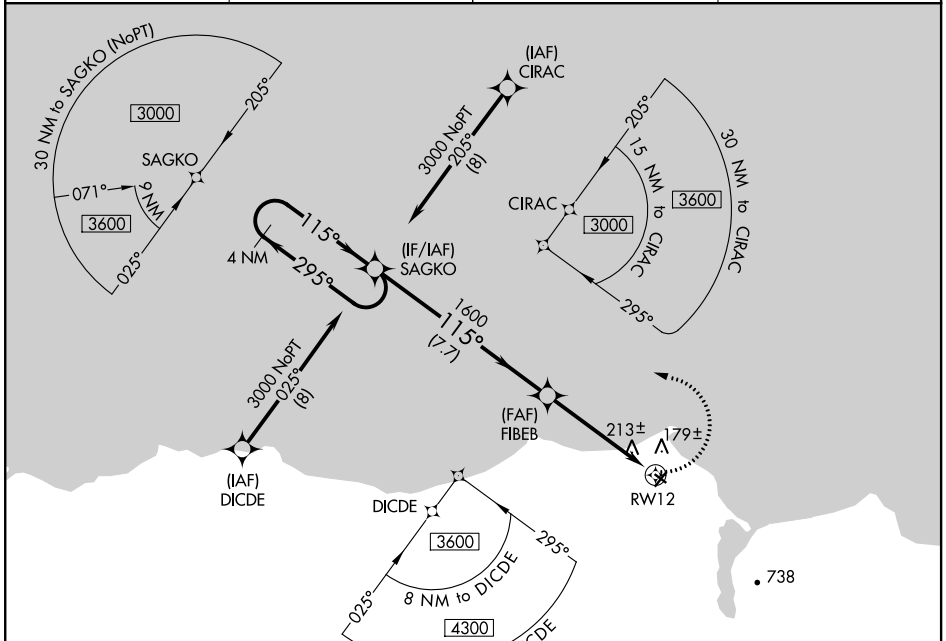 30 NM to SAGKO (NoPT)
3000
205°
SAGKO
071°
9 NM
3600
025°
(IAF)
CIRAC
3000 NoPT
205°
(8)
205°
15 NM to CIRAC
30 NM to CIRAC
3600
CIRAC
3000
295°
115°
4 NM
295°
(IF/IAF)
SAGKO
1600
115°
(7.7)
3000 NoPT
025°
(8)
(FAF)
FIBEB
213±
179±
RW12
(IAF)
DICDE
DICDE
3600
295°
8 NM to DICDE
025°
4300
CDE
738